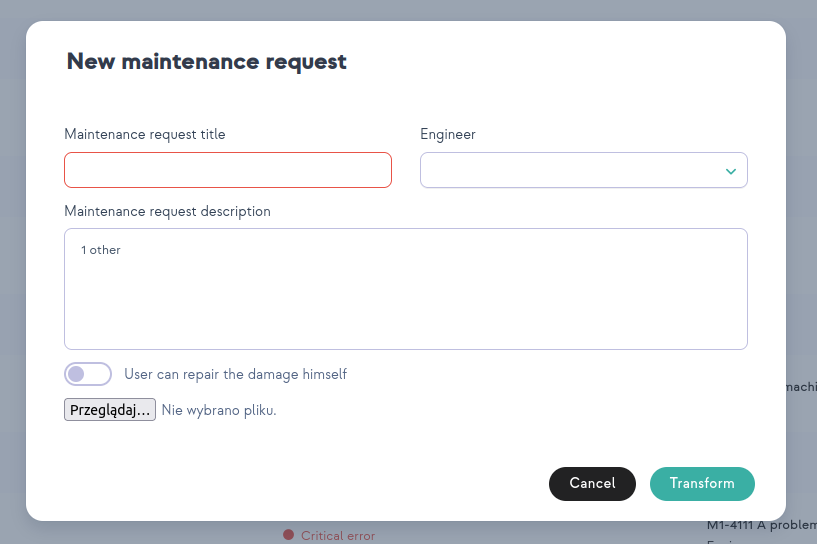 New maintenance request
Maintenance request title
Engineer
Maintenance request description
1 other
User can repair the damage himself
Przeglądaj... Nie wybrano pliku.
Cancel
Transform
machi
M1-4111 A problem
Critical error